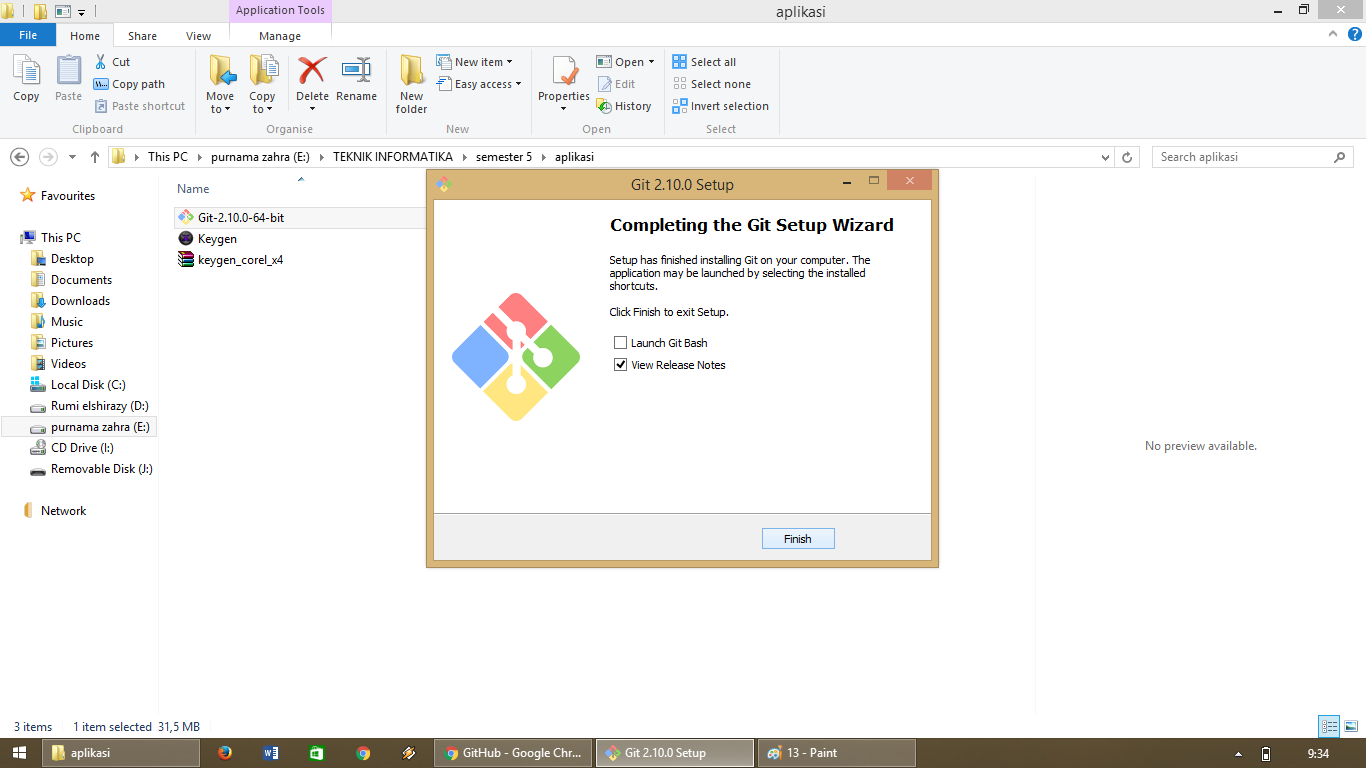 Application Tools
aplikasi
File
Home
Share
View
Manage
Copy
Paste
Cut
Copy path
Paste shortcut
Clipboard
Move to
Copy to
Delete
Rename
Organise
New folder
New item
Easy access
New
Properties
Open
Edit
History
Open
Select all
Select none
Invert selection
Select
This PC
purnama zahra (E:)
TEKNIK INFORMATIKA
semester 5
aplikasi
Search aplikasi
Favourites
This PC
Desktop
Documents
Downloads
Music
Pictures
Videos
Local Disk (C:)
Rumi elshirazy (D:)
purnama zahra (E:)
CD Drive (I:)
Removable Disk (J:)
Network
Name
Git-2.10.0-64-bit
Keygen
keygen_corel_x4
Git 2.10.0 Setup
Completing the Git Setup Wizard
Setup has finished installing Git on your computer. The
application may be launched by selecting the installed
shortcuts.
Click Finish to exit Setup.
Launch Git Bash
View Release Notes
Finish
No preview available.
3 items
1 item selected 31,5 MB
aplikasi
GitHub - Google Chr...
Git 2.10.0 Setup
13 - Paint
9:34